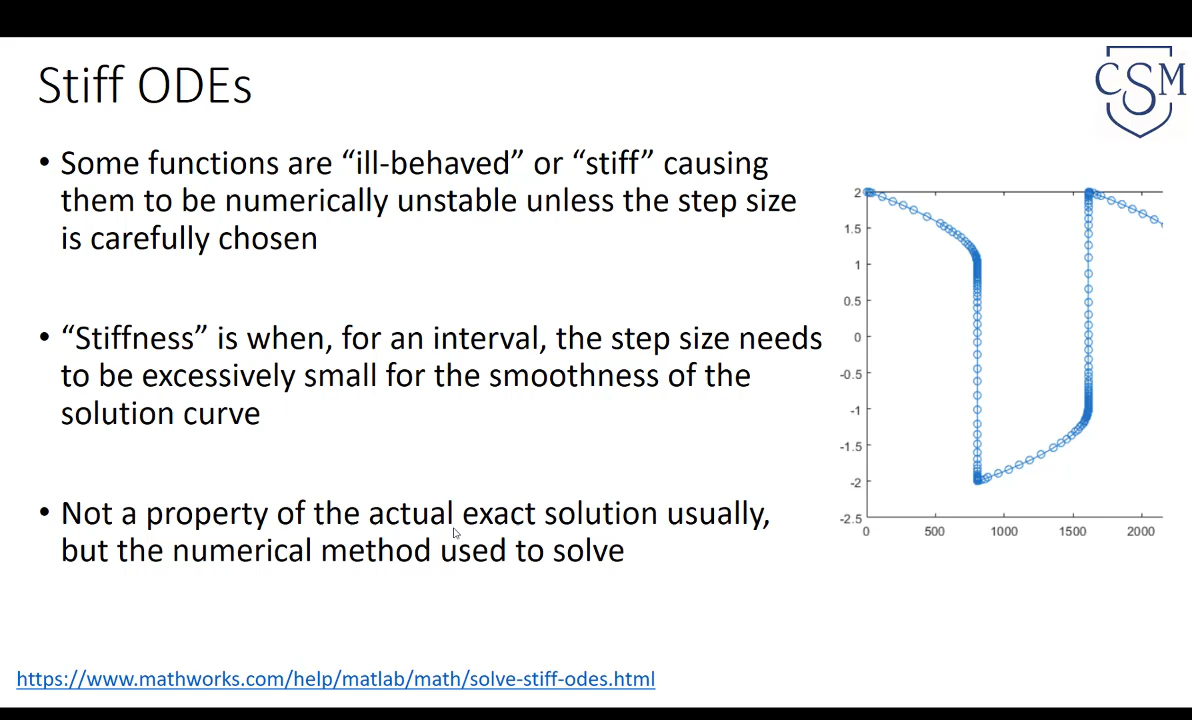 Stiff ODEs
CSM
• Some functions are “ill-behaved” or “stiff” causing
them to be numerically unstable unless the step size
is carefully chosen
• “Stiffness” is when, for an interval, the step size needs
to be excessively small for the smoothness of the
solution curve
• Not a property of the actual exact solution usually,
but the numerical method used to solve
2
1.5
1
0.5
0
-0.5
-1
-1.5
-2
-2.5
0 500 1000 1500 2000
https://www.mathworks.com/help/matlab/math/solve-stiff-odes.html